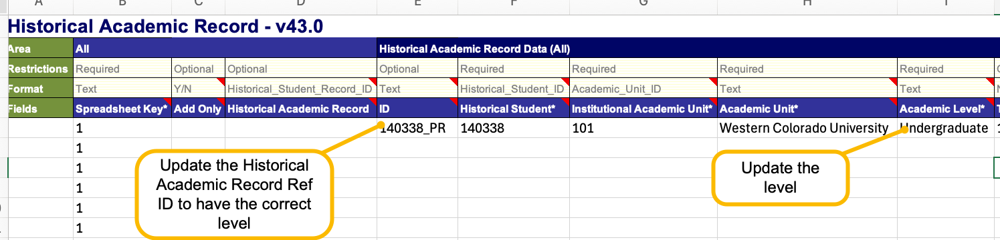 A B C D E F G H I
Historical Academic Record - v43.0
Area All Historical Academic Record Data (All)
Restrictions Required Optional Optional Optional Required Required Required Required
Format Text Y/N Historical_Student_Record_ID Text Historical_Student_ID Academic_Unit_ID Text Text
Fields Spreadsheet Key* Add Only Historical Academic Record ID Historical Student* Institutional Academic Unit* Academic Unit* Academic Level*
1 140338_PR 140338 101 Western Colorado University Undergraduate
1
1
1
1
1
Update the Historical
Academic Record Ref
ID to have the correct
level
Update the
level